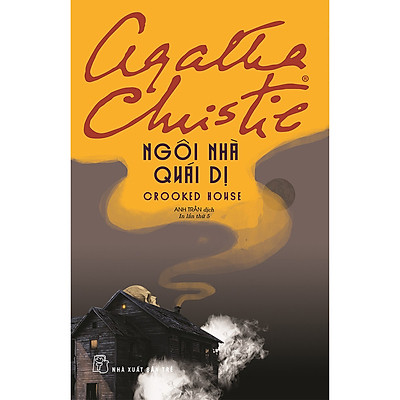 Agatha
Christie®
NGÔI NHÀ
QUÁI DỊ
CROOKED HOUSE
ANH TRẦN dịch
In lần thứ 5
NHÀ XUẤT BẢN TRẺ